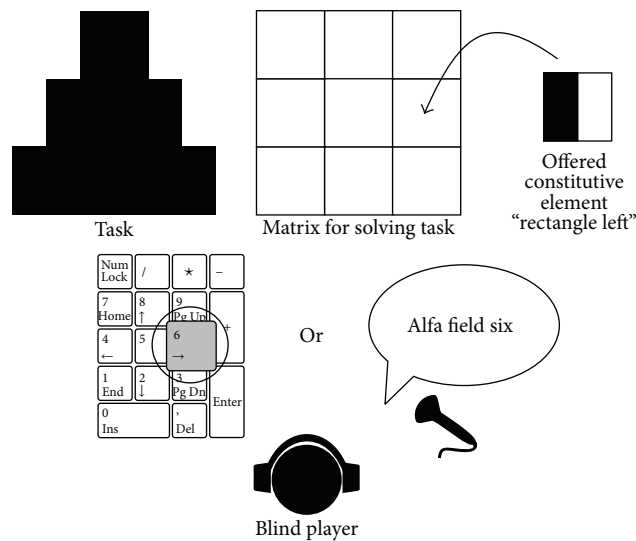 Task
Matrix for solving task
Offered
constitutive
element
“rectangle left”
Num
Lock
/
*
−
7
Home
8
↑
9
Pg Up
+
4
←
5
6
→
1
End
2
↓
3
Pg Dn
Enter
0
Ins
,
Del
Or
Alfa field six
Blind player